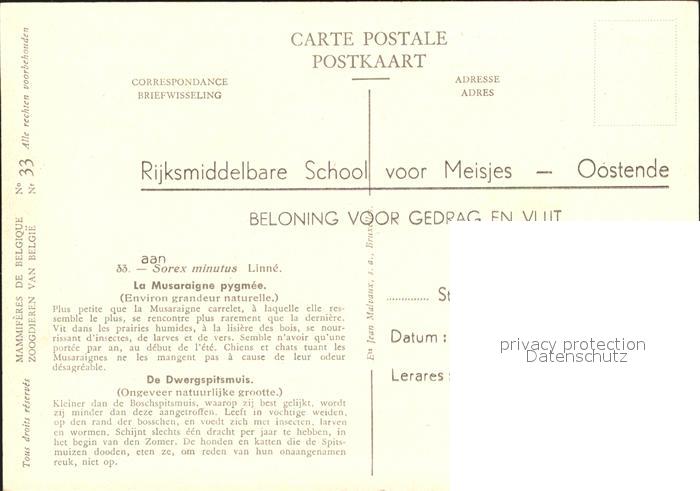 CARTE POSTALE
POSTKAART
CORRESPONDANCE
BRIEFWISSELING
ADRESSE
ADRES
Rijksmiddelbare School voor Meisjes — Oostende
BELONING VOOR GEDRAG EN VLIJT
aan
33. — Sorex minutus Linné.
La Musaraigne pygmée.
(Environ grandeur naturelle.)
Plus petite que la Musaraigne carrelet, à laquelle elle res-
semble le plus, se rencontre plus rarement que la dernière.
Vit dans les prairies humides, à la lisière des bois, se nour-
rissant d'insectes, de larves et de vers. Semble n'avoir qu'une
portée par an, au début de l'été. Chiens et chats tuant les
Musaraignes ne les mangent pas à cause de leur odeur
désagréable.
De Dwergspitsmuis.
(Ongeveer natuurlijke grootte.)
Kleiner dan de Boschspitsmuis, waarop zij best gelijkt, wordt
zij minder dan deze aangetroffen. Leeft in vochtige weiden,
op den rand der bosschen, en voedt zich met insecten, larven
en wormen. Schijnt slechts één dracht per jaar te hebben, in
het begin van den Zomer. De honden en katten die de Spits-
muizen dooden, eten ze, om reden van hun onaangenamen
reuk, niet op.
MAMMIFÈRES DE BELGIQUE No 33
ZOOGDIEREN VAN BELGIË Nr
Tous droits réservés
Alle rechten voorbehouden
En Jean Malvaux, s. a., Brux
............ St
Datum :
Lerares :
privacy protection
Datenschutz